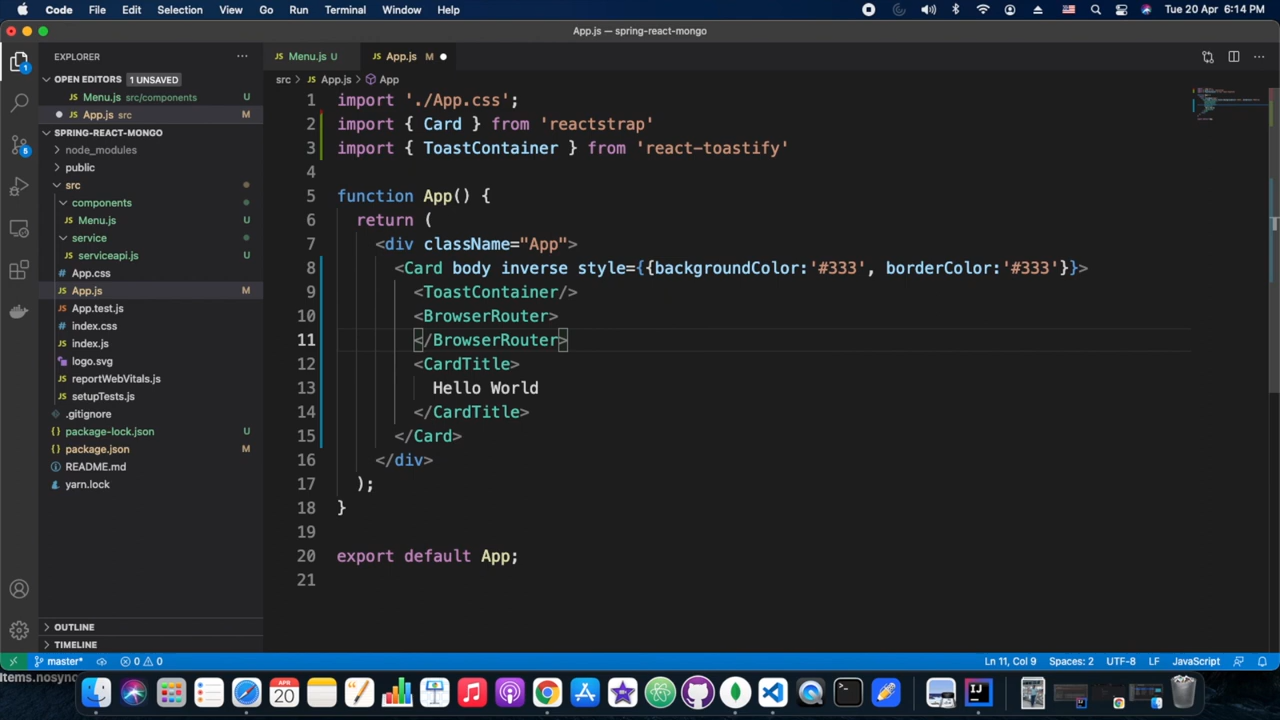 Code File Edit Selection View Go Run Terminal Window Help Tue 20 Apr 6:14 PM
App.js — spring-react-mongo
EXPLORER
OPEN EDITORS 1 UNSAVED
Menu.js src/components U
App.js src M
SPRING-REACT-MONGO
node_modules
public
src
components
Menu.js U
service
serviceapi.js U
App.css
App.js M
App.test.js
index.css
index.js
logo.svg
reportWebVitals.js
setupTests.js
.gitignore
package-lock.json U
package.json M
README.md
yarn.lock
OUTLINE
TIMELINE
1
5
Menu.js U App.js M
src > App.js > App
1 import './App.css';
2 import { Card } from 'reactstrap'
3 import { ToastContainer } from 'react-toastify'
4
5 function App() {
6 return (
7 <div className="App">
8 <Card body inverse style={{backgroundColor:'#333', borderColor:'#333'}}>
9 <ToastContainer/>
10 <BrowserRouter>
11 </BrowserRouter>
12 <CardTitle>
13 Hello World
14 </CardTitle>
15 </Card>
16 </div>
17 );
18 }
19
20 export default App;
21
master* 0 0 Ln 11, Col 9 Spaces: 2 UTF-8 LF JavaScript
Items.nosync
APR
20